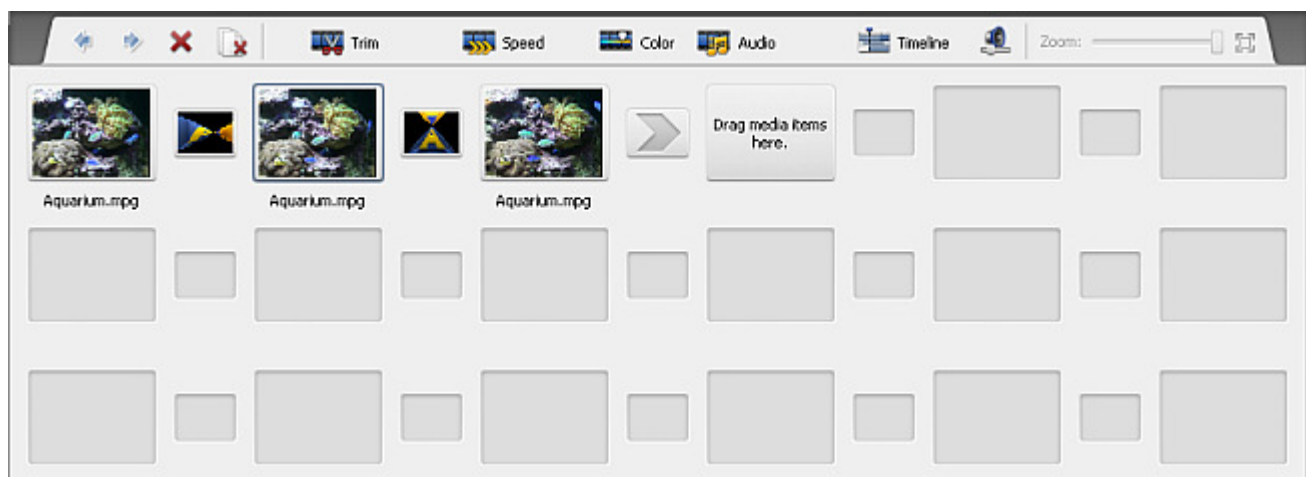 Trim Speed Color Audio Timeline Zoom:
Drag media items
here.
Aquarium.mpg Aquarium.mpg Aquarium.mpg